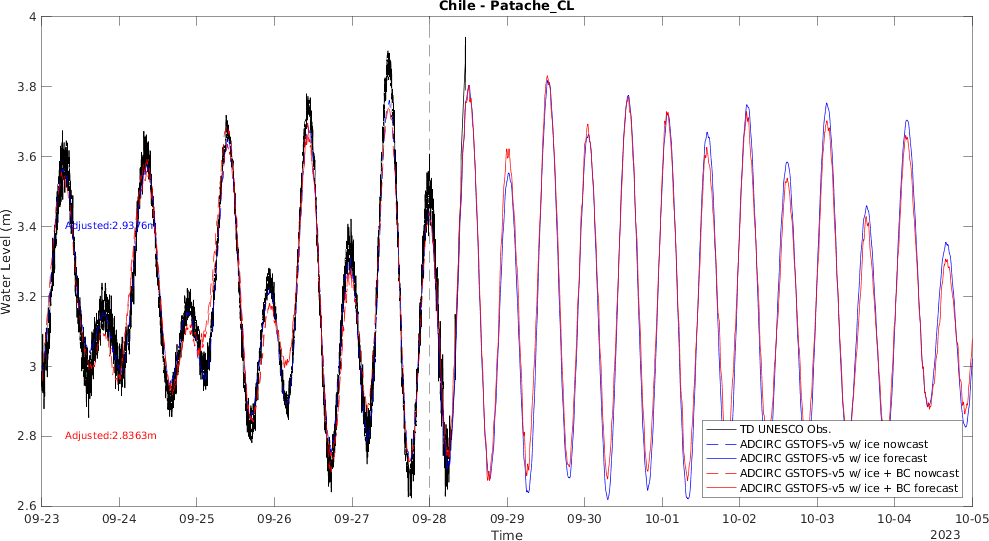 Chile - Patache_CL
4
3.8
3.6
3.4
3.2
3
2.8
2.6
Water Level (m)
Adjusted:2.9376m
Adjusted:2.8363m
TD UNESCO Obs.
ADCIRC GSTOFS-v5 w/ ice nowcast
ADCIRC GSTOFS-v5 w/ ice forecast
ADCIRC GSTOFS-v5 w/ ice + BC nowcast
ADCIRC GSTOFS-v5 w/ ice + BC forecast
09-23 09-24 09-25 09-26 09-27 09-28 09-29 09-30 10-01 10-02 10-03 10-04 10-05
Time
2023